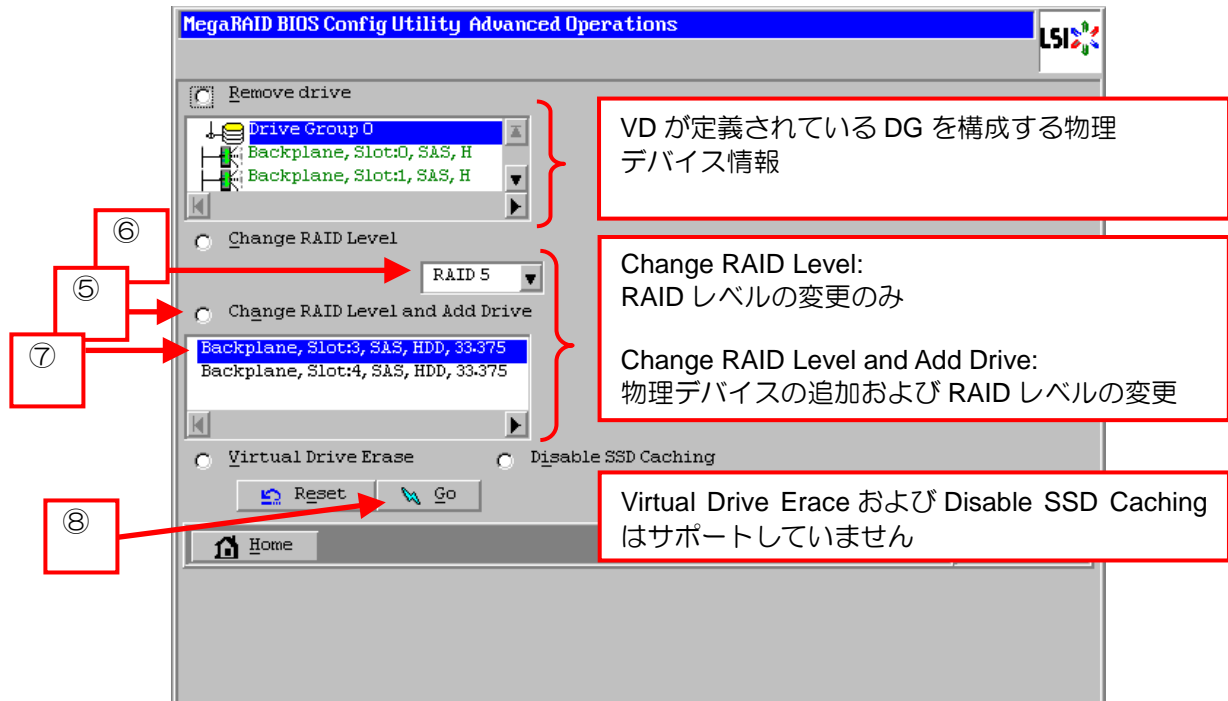 MegaRAID BIOS Config Utility Advanced Operations
LSI
Remove drive
Drive Group 0
Backplane, Slot:0, SAS, H
Backplane, Slot:1, SAS, H
VD が定義されている DG を構成する物理
デバイス情報
⑥
Change RAID Level
RAID 5
⑤
Change RAID Level and Add Drive
⑦
Backplane, Slot:3, SAS, HDD, 33.375
Backplane, Slot:4, SAS, HDD, 33.375
Change RAID Level:
RAID レベルの変更のみ
Change RAID Level and Add Drive:
物理デバイスの追加および RAID レベルの変更
Virtual Drive Erase
Disable SSD Caching
Reset
Go
⑧
Virtual Drive Erace および Disable SSD Caching
はサポートしていません
Home